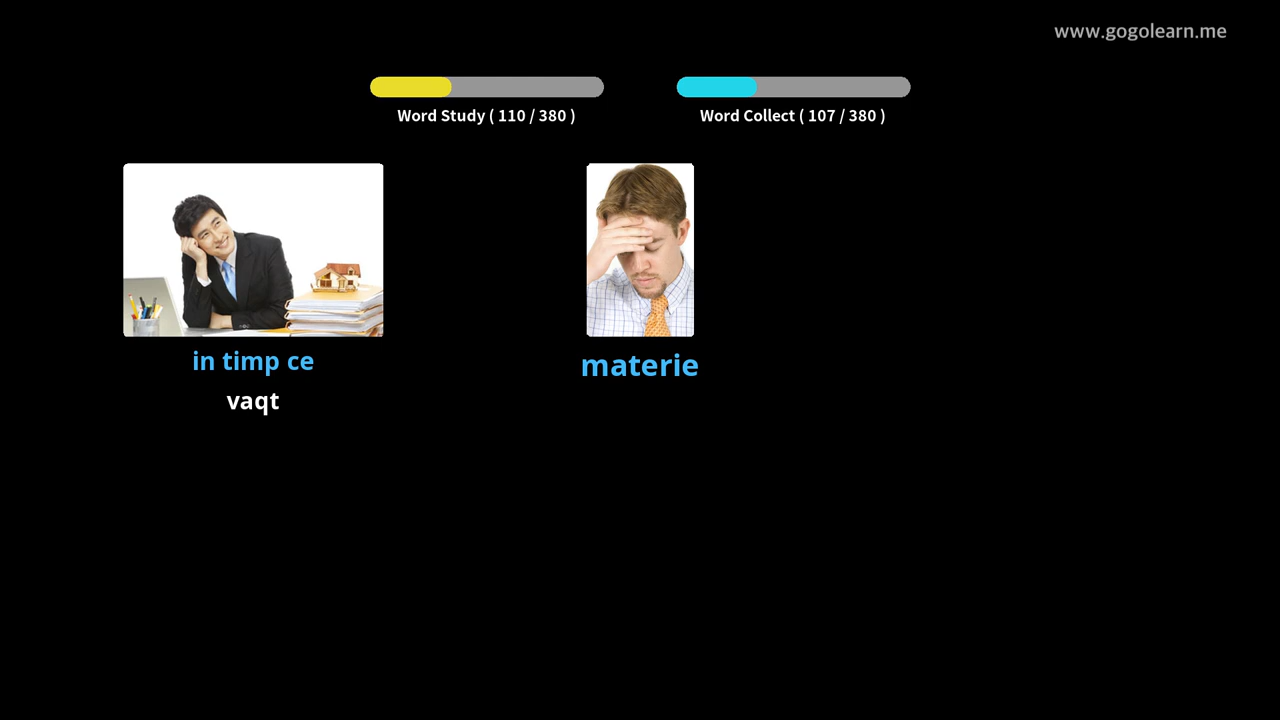 www.gogolearn.me
Word Study ( 110 / 380 )
Word Collect ( 107 / 380 )
in timp ce
vaqt
materie